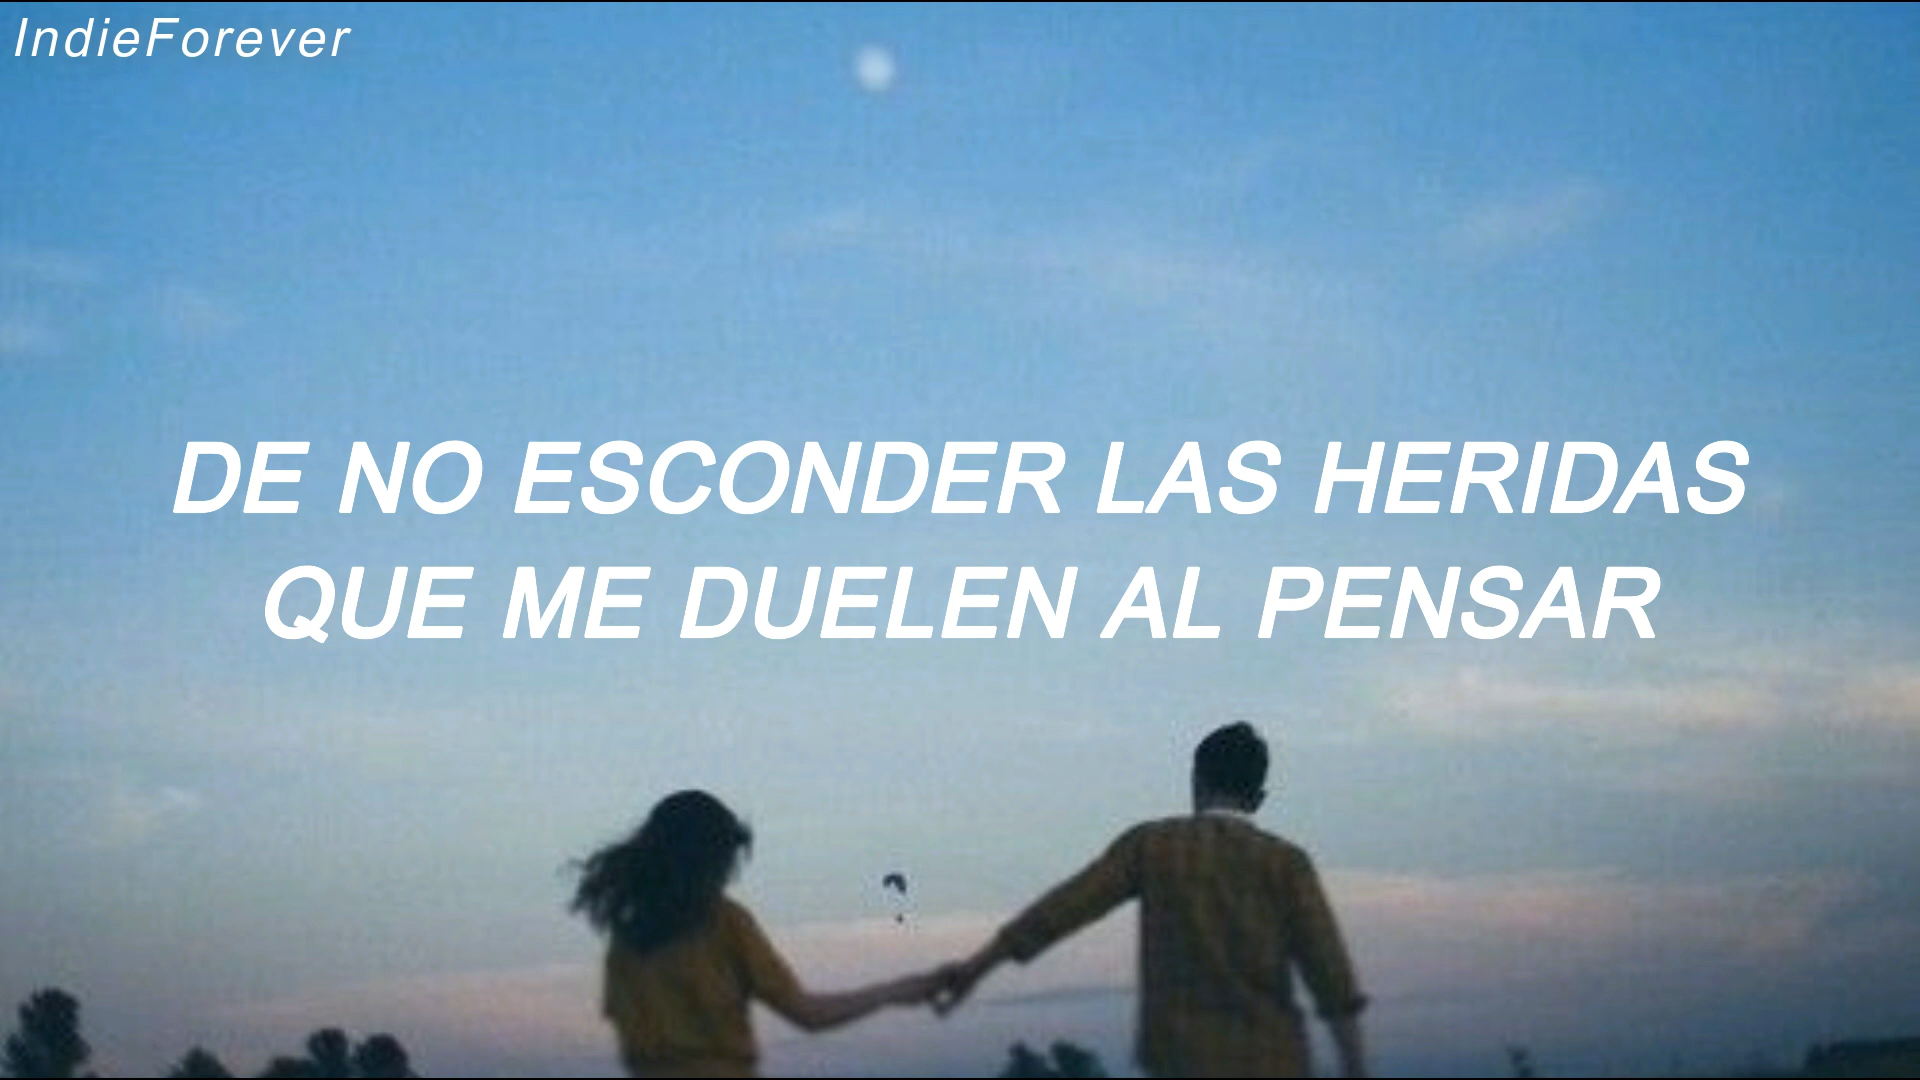 IndieForever
DE NO ESCONDER LAS HERIDAS
QUE ME DUELEN AL PENSAR